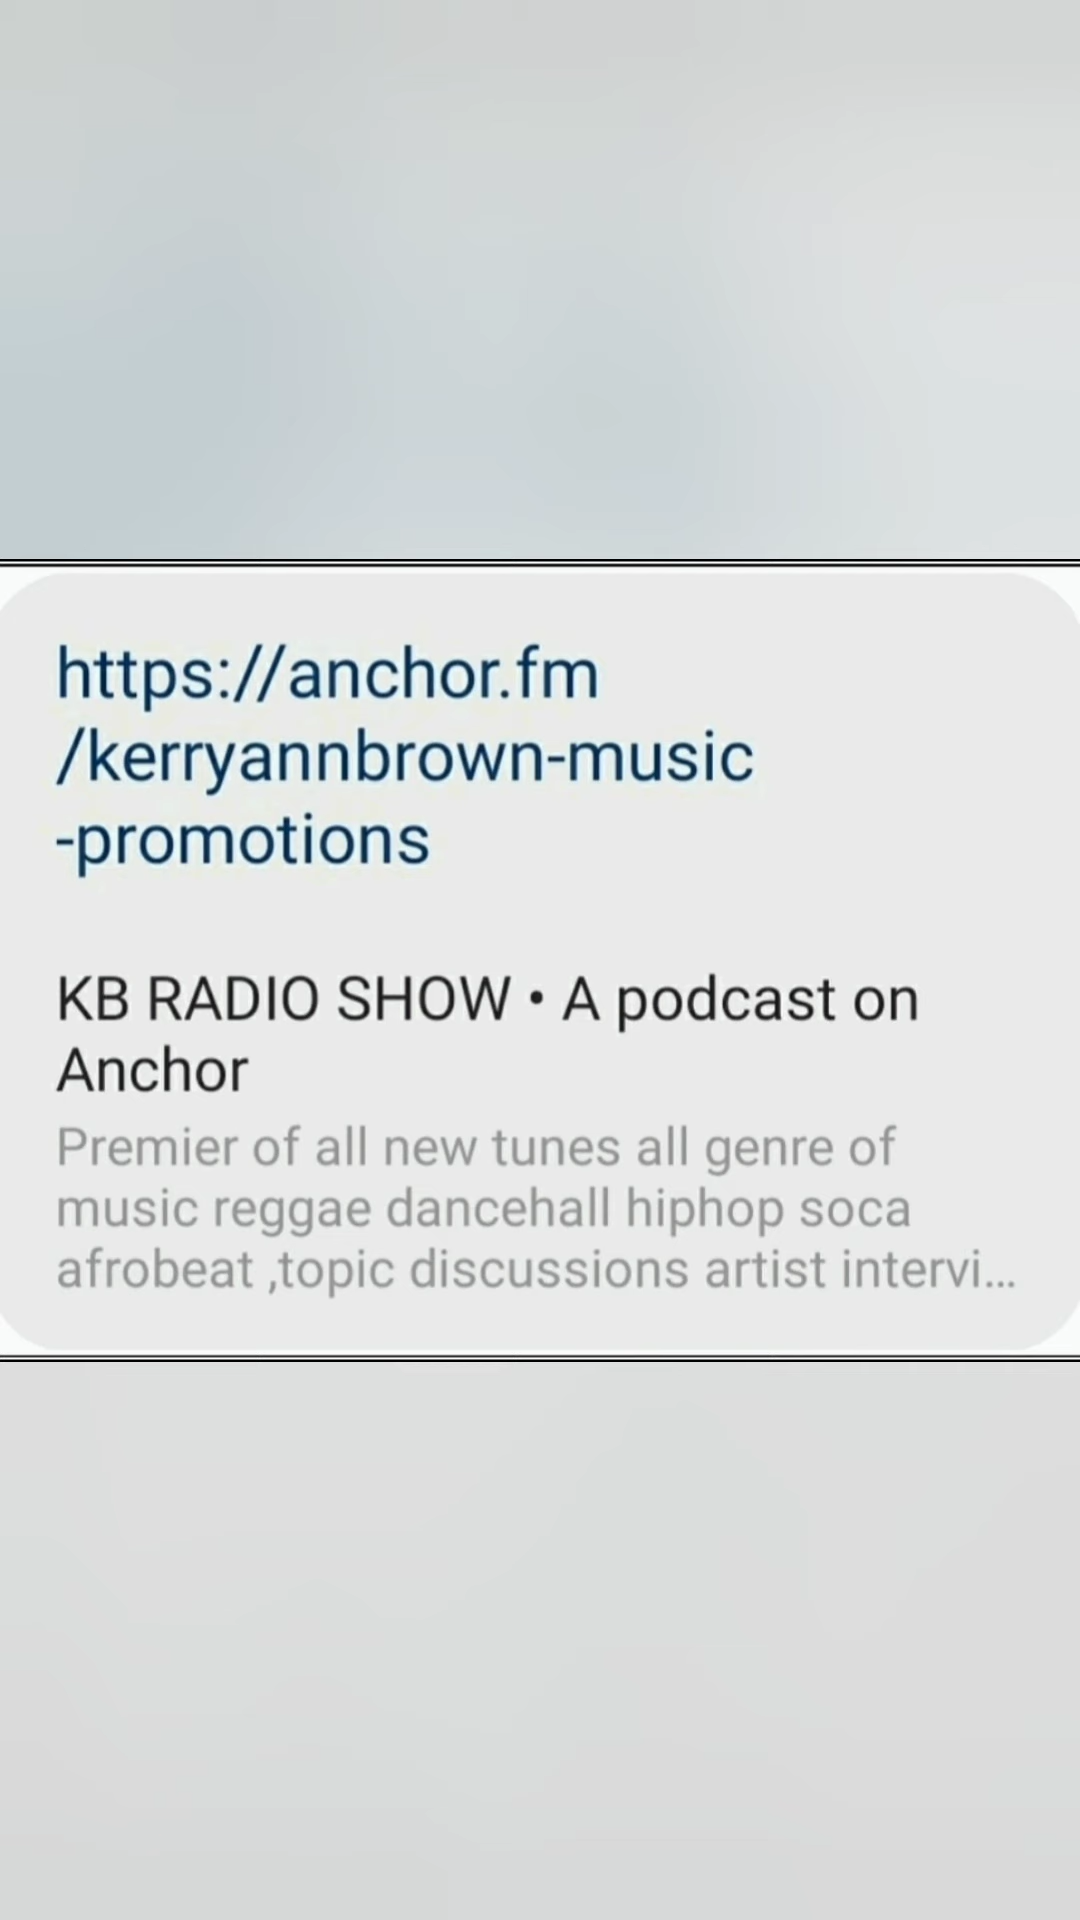 https://anchor.fm
/kerryannbrown-music
-promotions
KB RADIO SHOW • A podcast on
Anchor
Premier of all new tunes all genre of
music reggae dancehall hiphop soca
afrobeat ,topic discussions artist intervi...